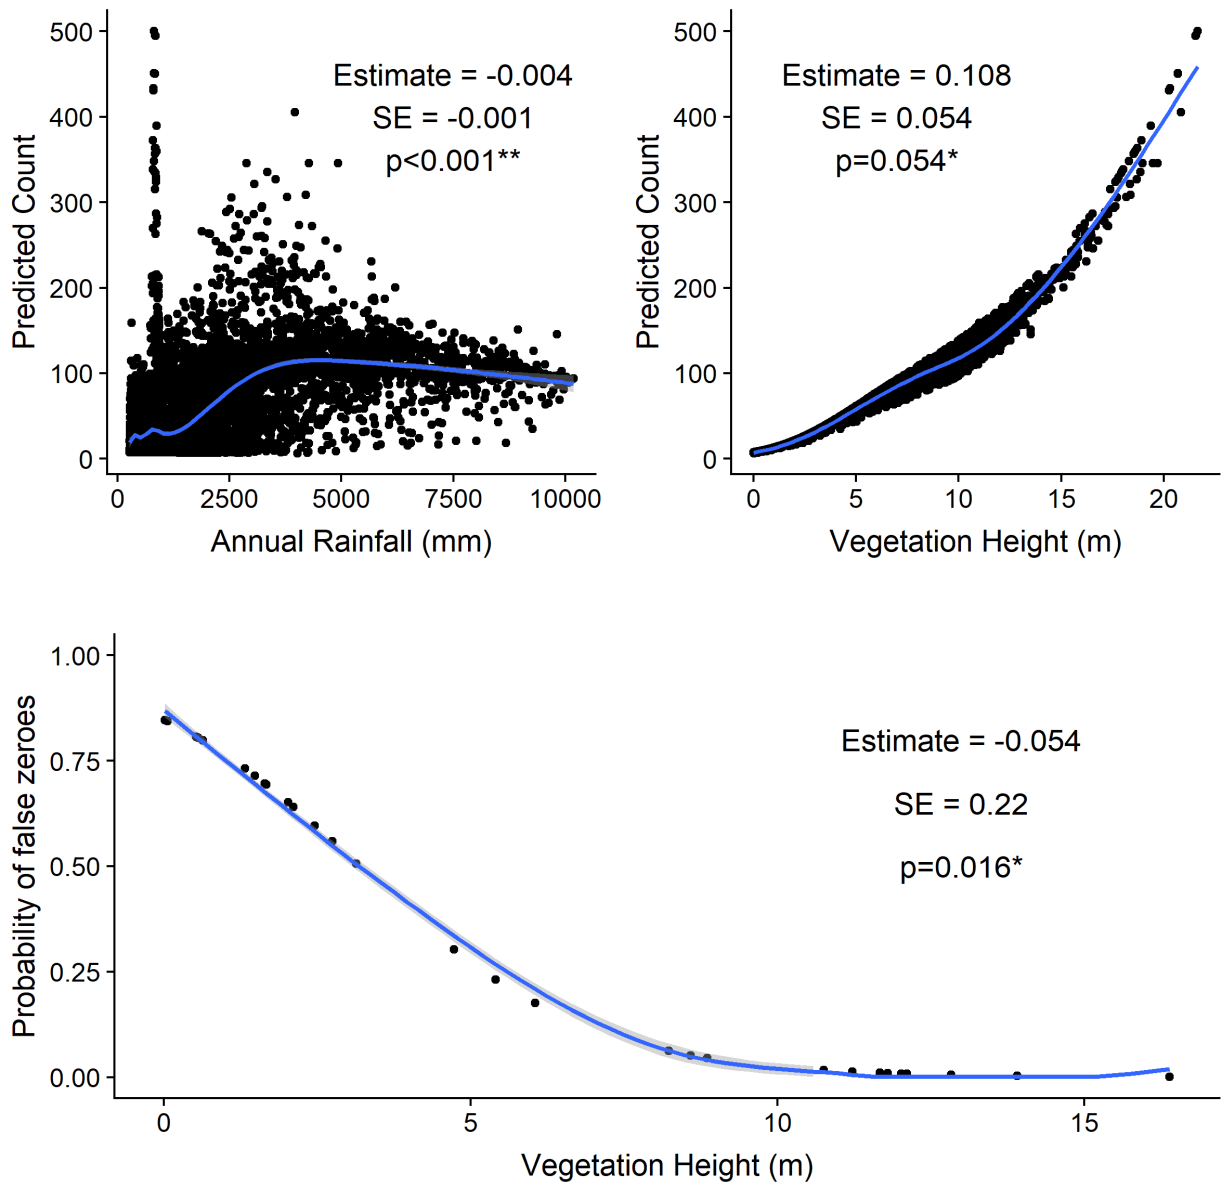 Predicted Count
500
400
300
200
100
0
Estimate = -0.004
SE = -0.001
p<0.001**
0
2500
5000
7500
10000
Annual Rainfall (mm)
Predicted Count
500
400
300
200
100
0
Estimate = 0.108
SE = 0.054
p=0.054*
0
5
10
15
20
Vegetation Height (m)
Probability of false zeroes
1.00
0.75
0.50
0.25
0.00
Estimate = -0.054
SE = 0.22
p=0.016*
0
5
10
15
Vegetation Height (m)